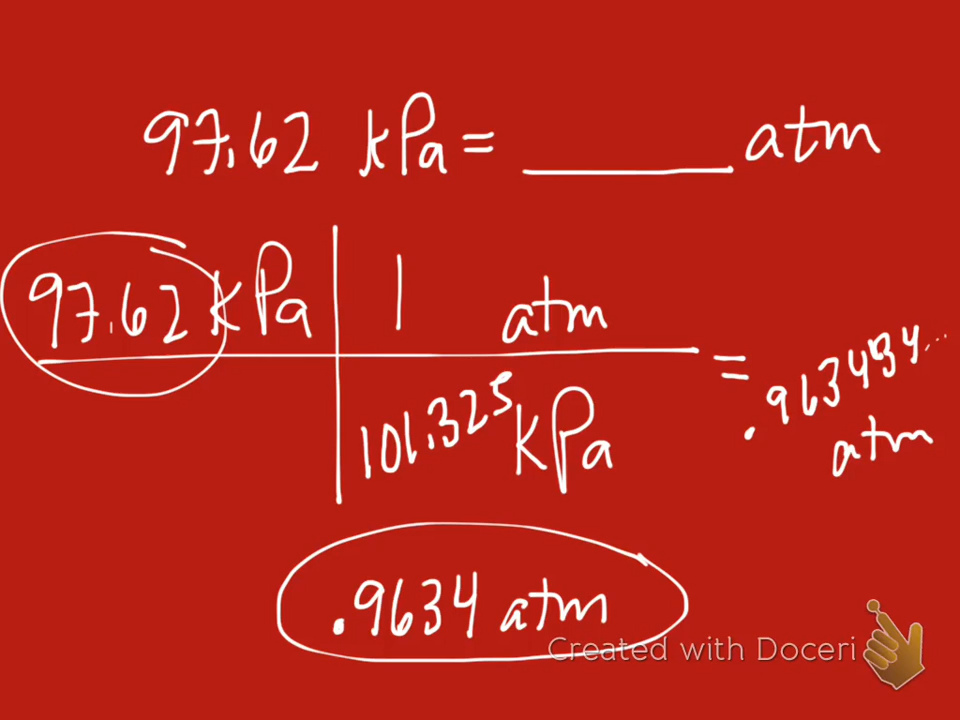 97.62 kPa = ________ atm
97.62 kPa | 1 atm
101.325 kPa
= .963434... atm
.9634 atm
Created with Doceri